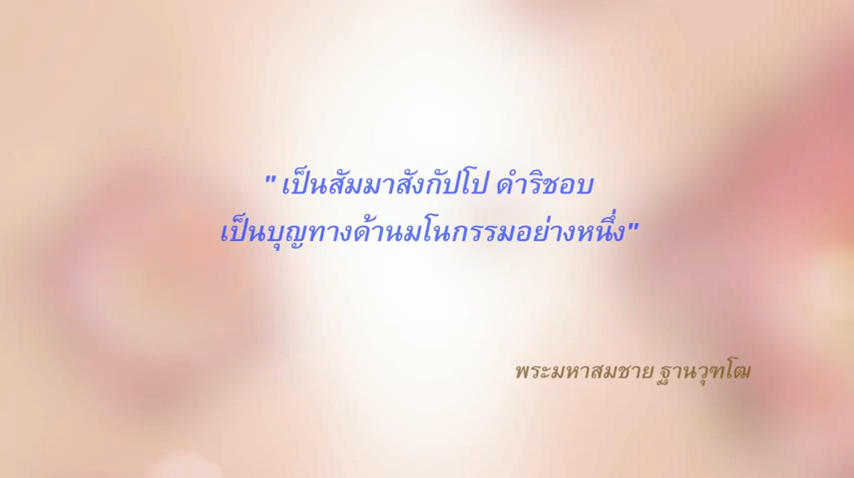 " เป็นสัมมาสังกัปโป ดำริชอบ
เป็นบุญทางด้านมโนกรรมอย่างหนึ่ง"
พระมหาสมชาย ฐานวุฑโฒ